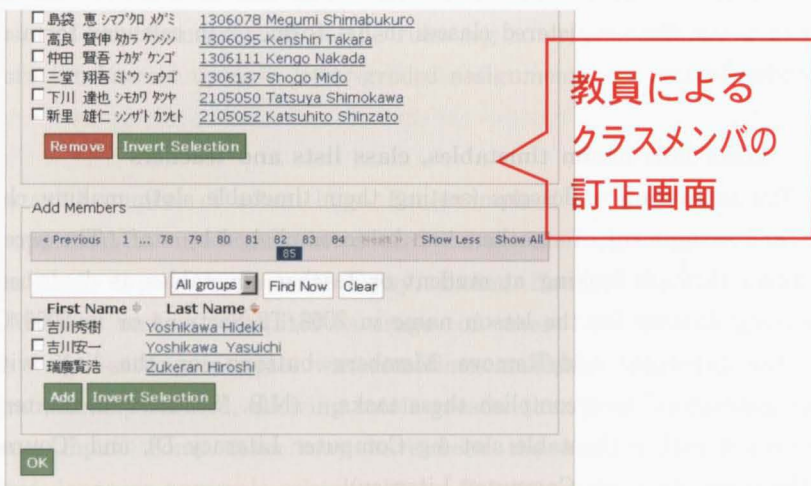 島袋 恵 ｼﾏﾌﾞｸﾛ ﾒｸﾞﾐ 1306078 Megumi Shimabukuro
高良 賢伸 ﾀｶﾗ ｹﾝｼﾝ 1306095 Kenshin Takara
仲田 賢吾 ﾅｶﾀﾞ ｹﾝｺﾞ 1306111 Kengo Nakada
三堂 翔吾 ﾐﾄﾞｳ ｼｮｳｺﾞ 1306137 Shogo Mido
下川 達也 ｼﾓｶﾜ ﾀﾂﾔ 2105050 Tatsuya Shimokawa
新里 雄仁 ｼﾝｻﾞﾄ ｶﾂﾋﾄ 2105052 Katsuhito Shinzato
Remove Invert Selection
Add Members
« Previous 1 ... 78 79 80 81 82 83 84 Next » Show Less Show All
85
All groups Find Now Clear
First Name Last Name
吉川秀樹 Yoshikawa Hideki
吉川安一 Yoshikawa Yasuichi
瑞慶覧浩 Zukeran Hiroshi
Add Invert Selection
OK
教員による
クラスメンバの
訂正画面